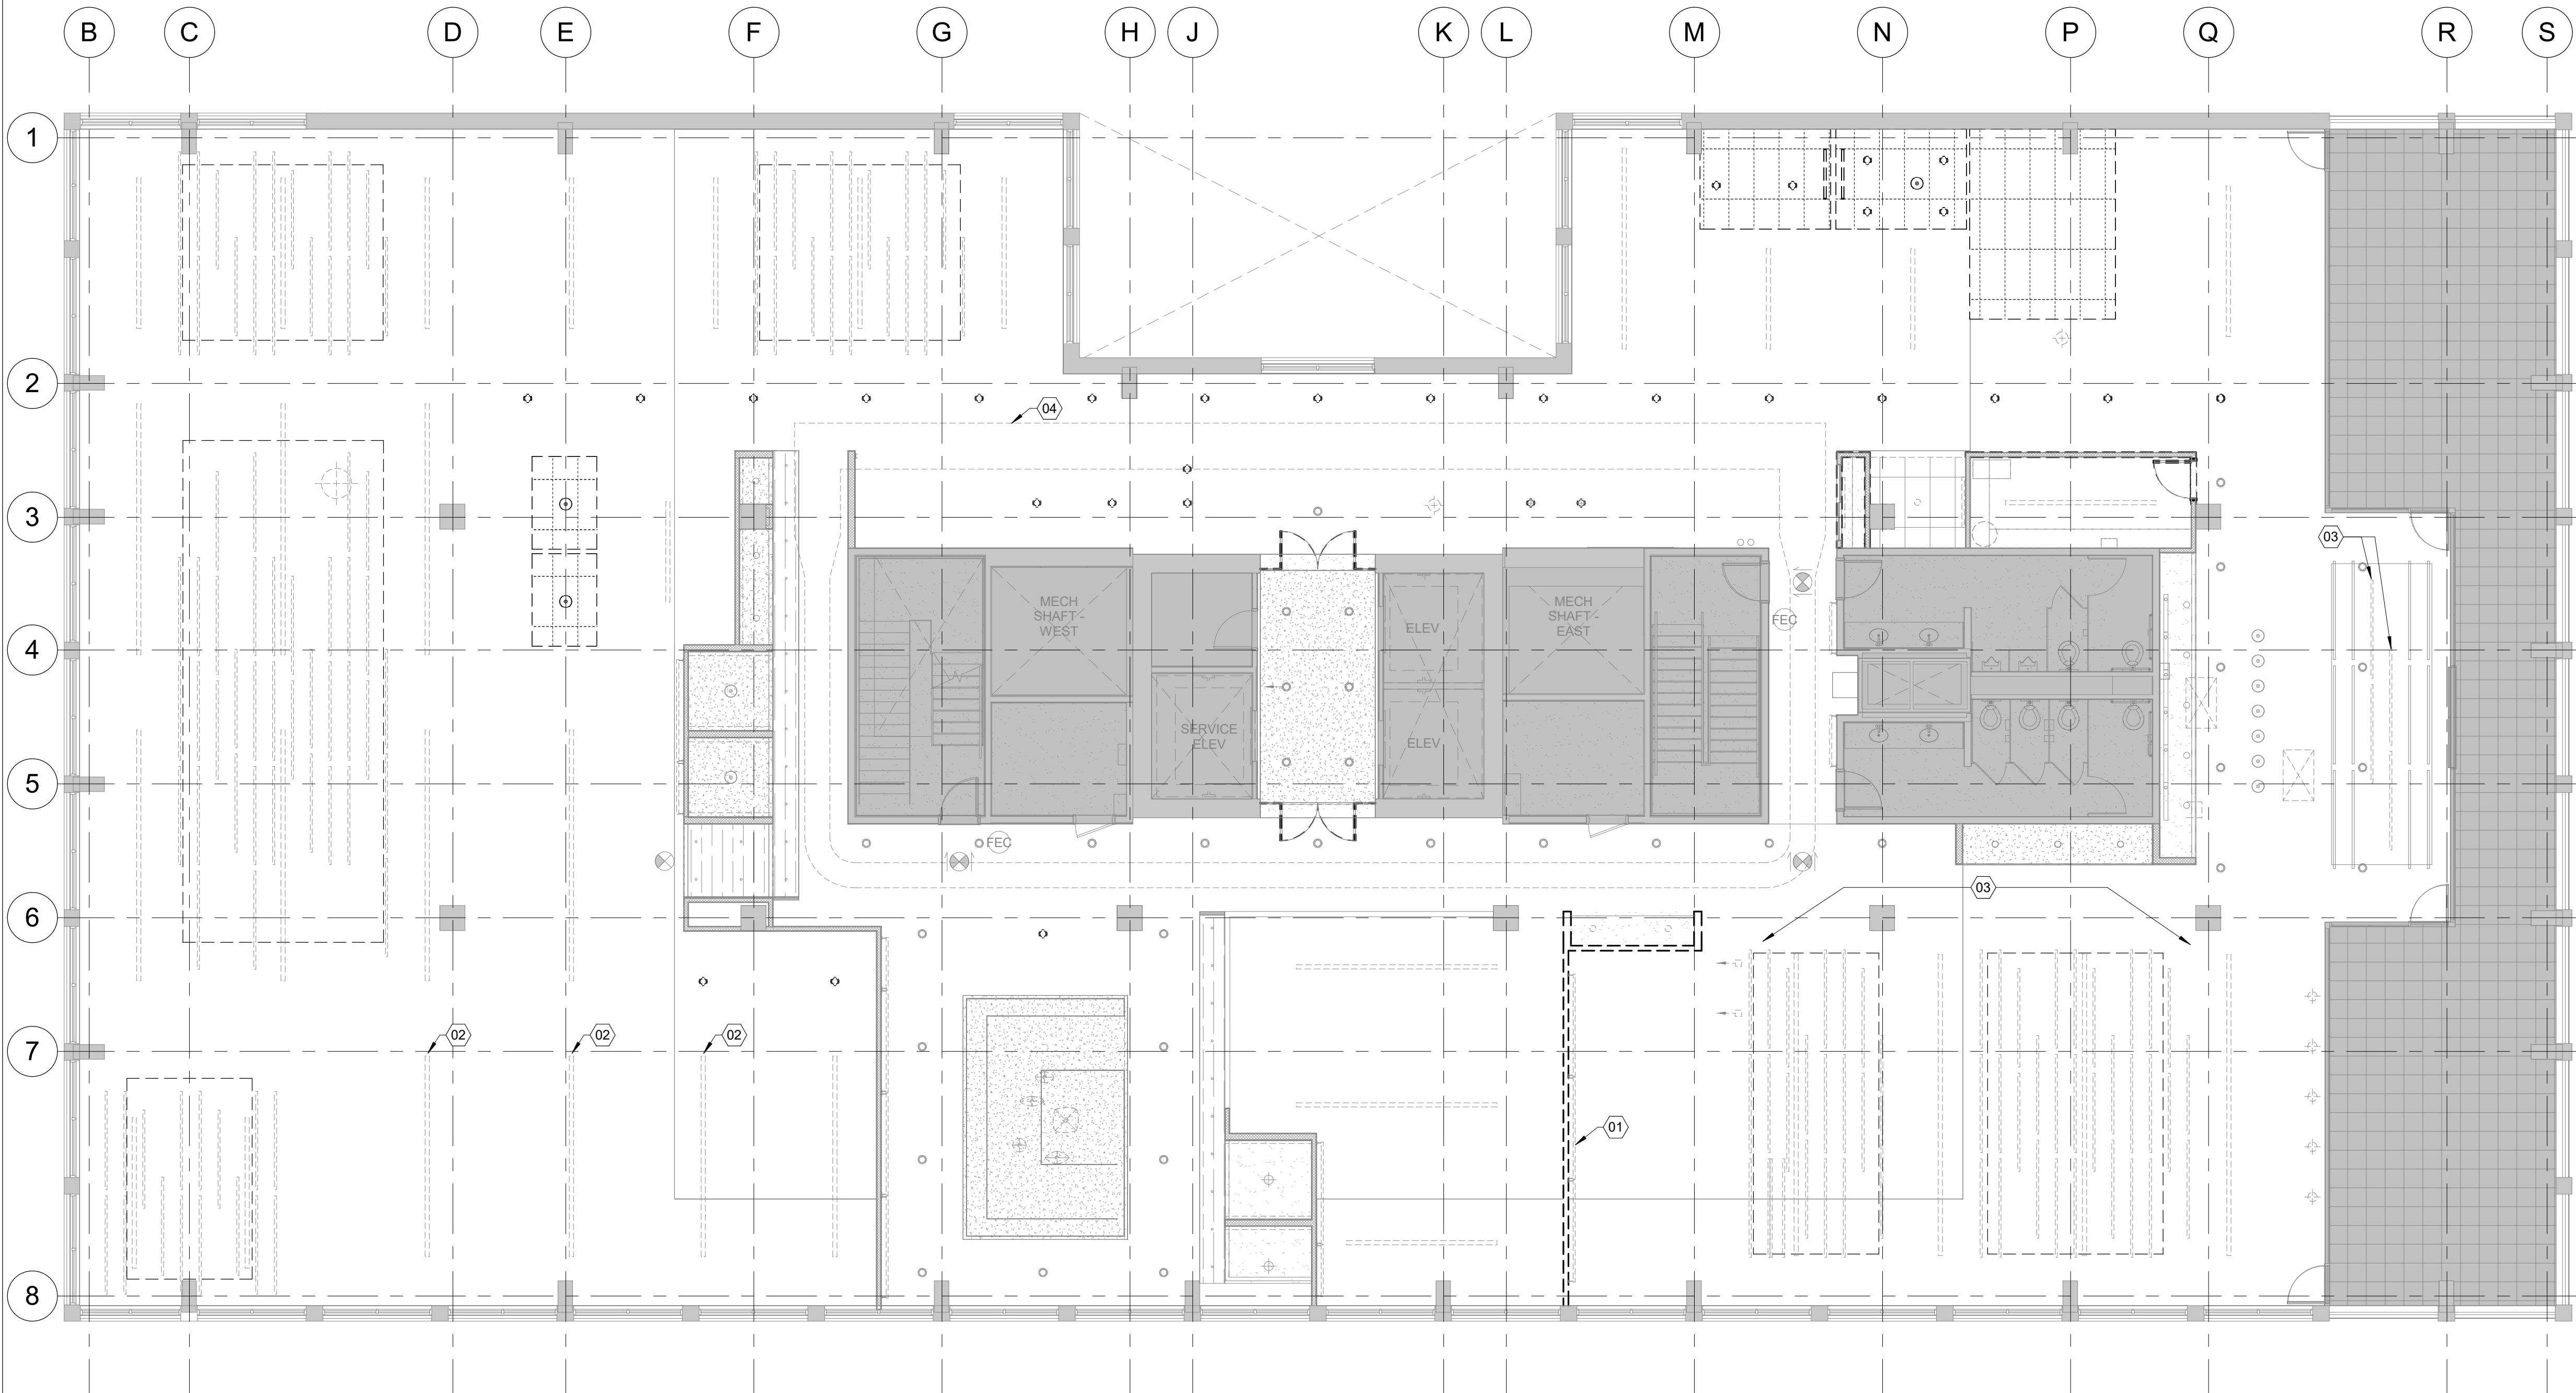 B C D E F G H J K L M N P Q R S
1
2
04
3
03
MECH
SHAFT -
WEST
MECH
SHAFT -
EAST
FEC
ELEV
4
SERVICE
ELEV
ELEV
5
FEC
03
6
02
02
02
7
01
8